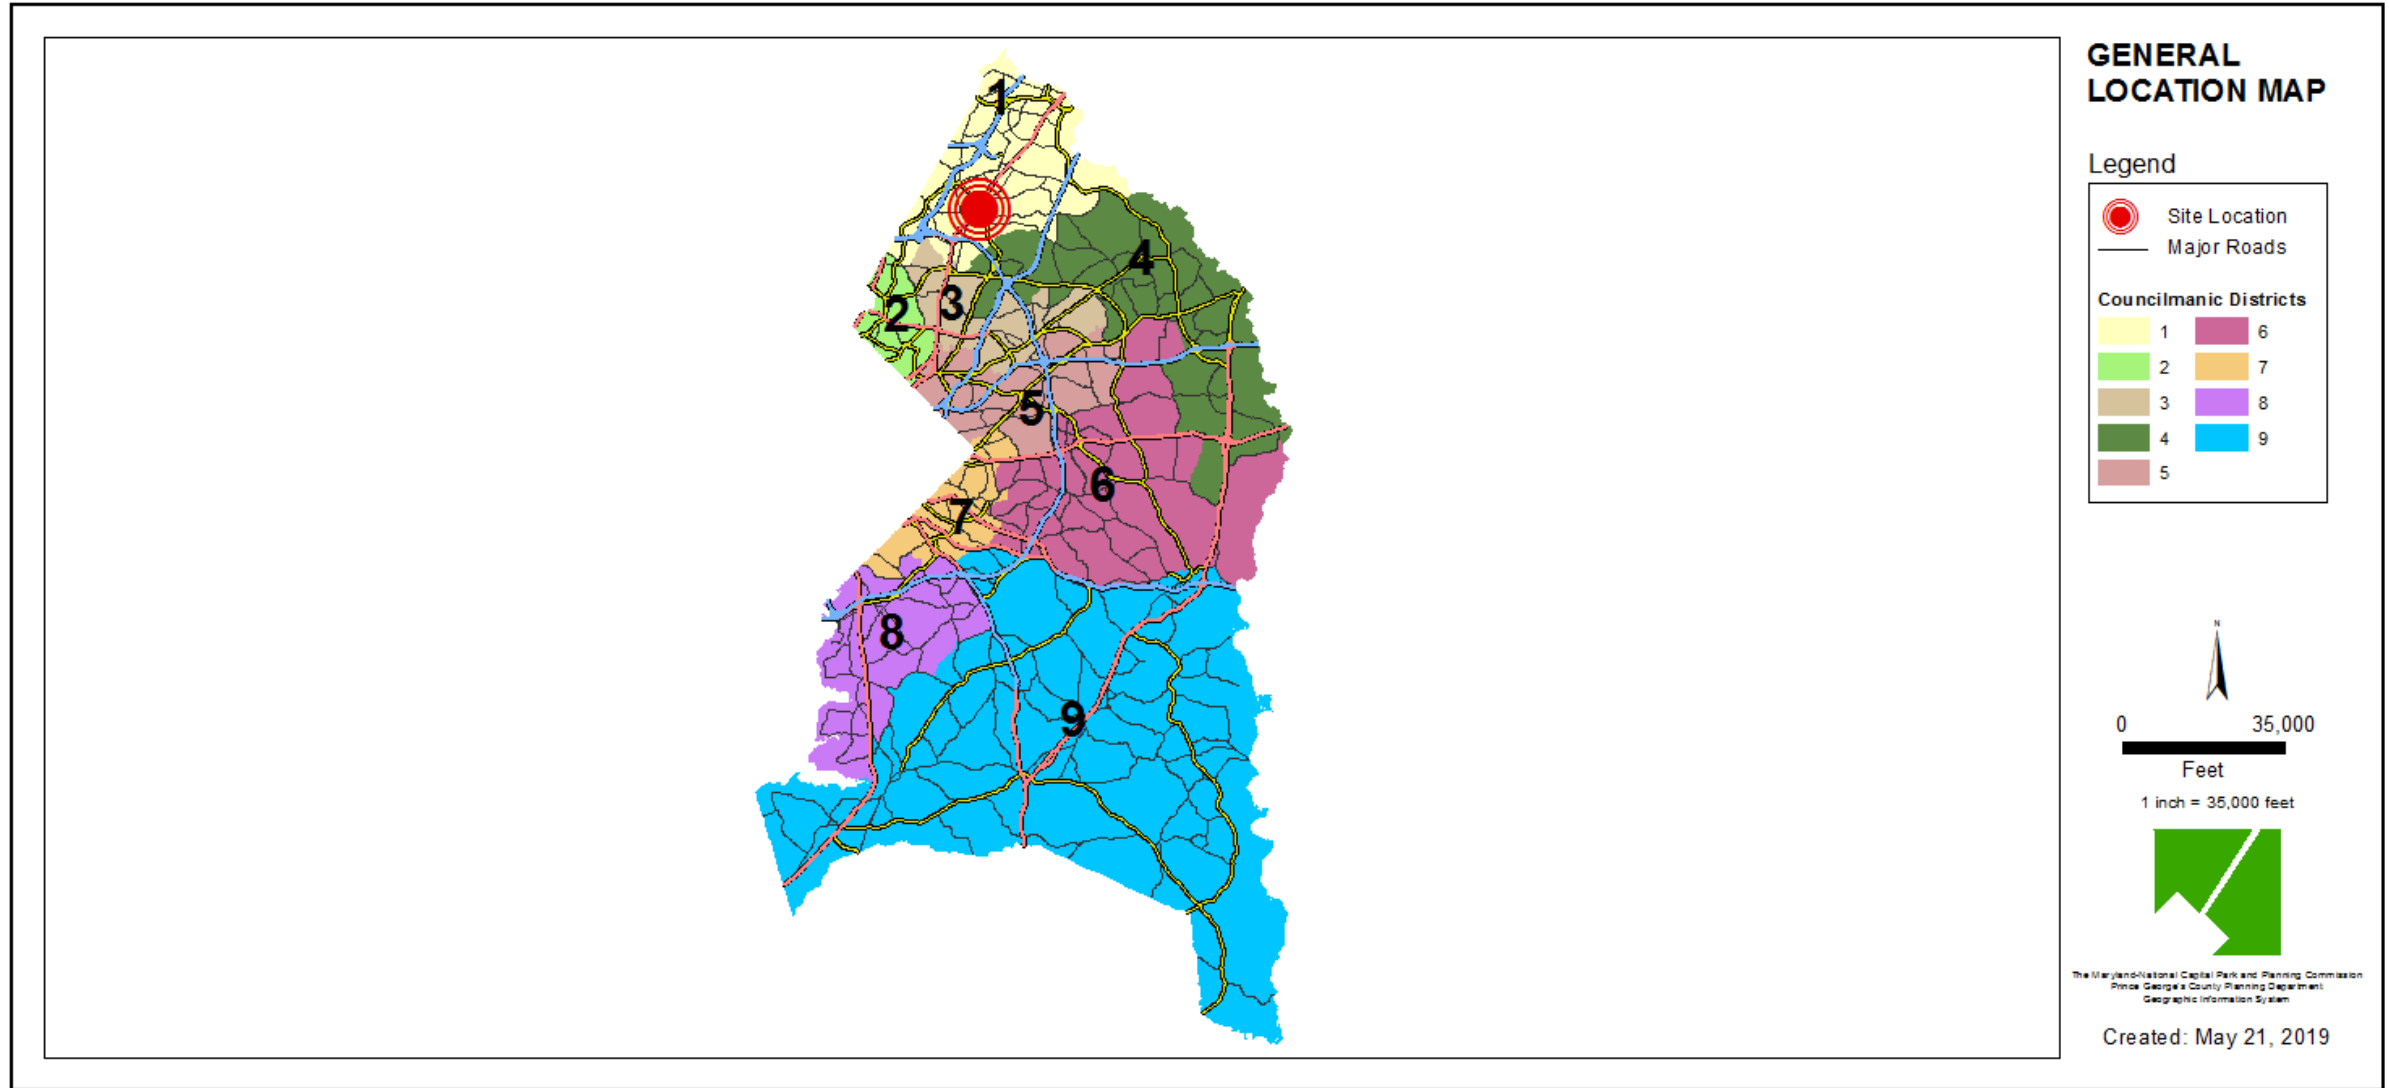 GENERAL
LOCATION MAP
Legend
Site Location
Major Roads
Councilmanic Districts
1 6
2 7
3 8
4 9
5
1
2
3
4
5
6
7
8
9
N
0 35,000
Feet
1 inch = 35,000 feet
The Maryland-National Capital Park and Planning Commission
Prince George's County Planning Department
Geographic Information System
Created: May 21, 2019